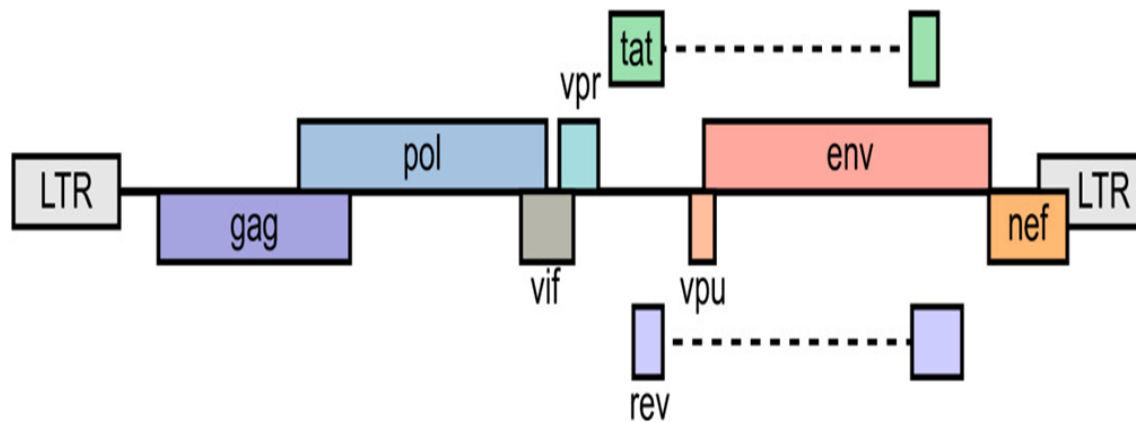 tat
vpr
pol
env
LTR
LTR
gag
nef
vif
vpu
rev